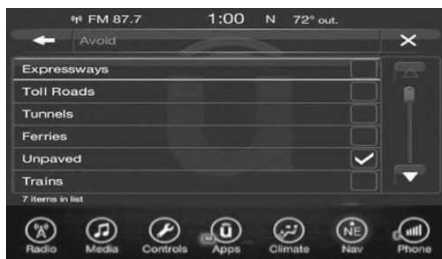 FM 87.7 1:00 N 72° out.
Avoid
Expressways
Toll Roads
Tunnels
Ferries
Unpaved
Trains
7 items in list
Radio Media Controls Apps Climate NE Nav Phone